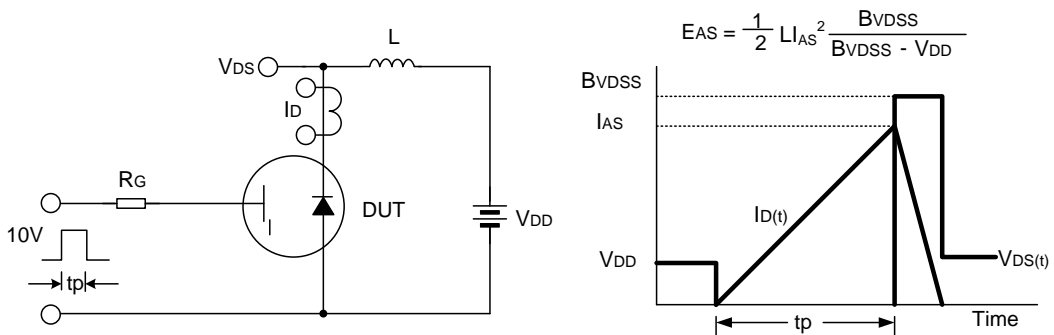 L
VDS
ID
RG
DUT
10V
VDD
tp
EAS = 1/2 LIAS² BVDSS / (BVDSS - VDD)
BVDSS
IAS
ID(t)
VDD
VDS(t)
tp
Time